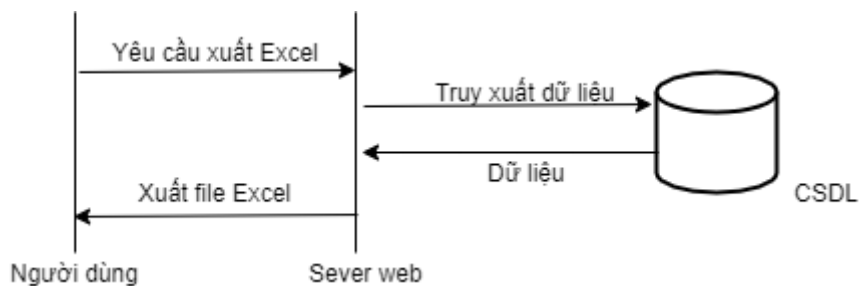 Yêu cầu xuất Excel
Truy xuất dữ liệu
Dữ liệu
Xuất file Excel
CSDL
Người dùng
Sever web